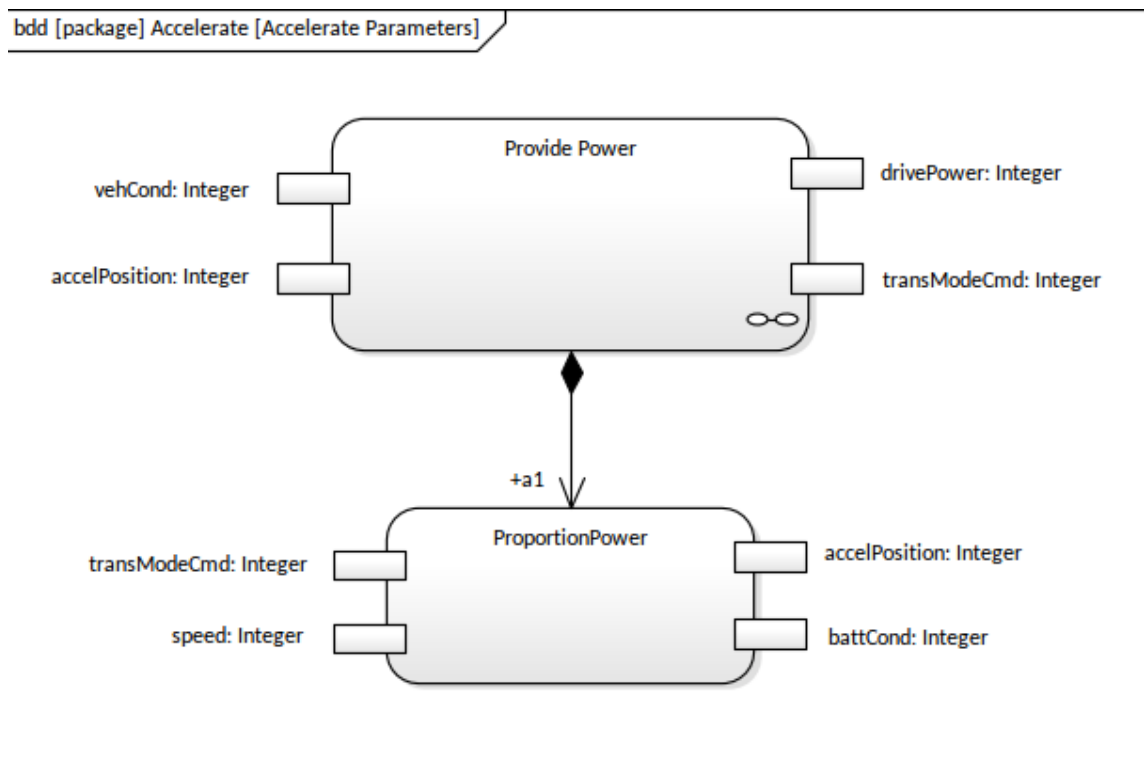 bdd [package] Accelerate [Accelerate Parameters]
Provide Power
vehCond: Integer
drivePower: Integer
accelPosition: Integer
transModeCmd: Integer
+a1
ProportionPower
transModeCmd: Integer
accelPosition: Integer
speed: Integer
battCond: Integer